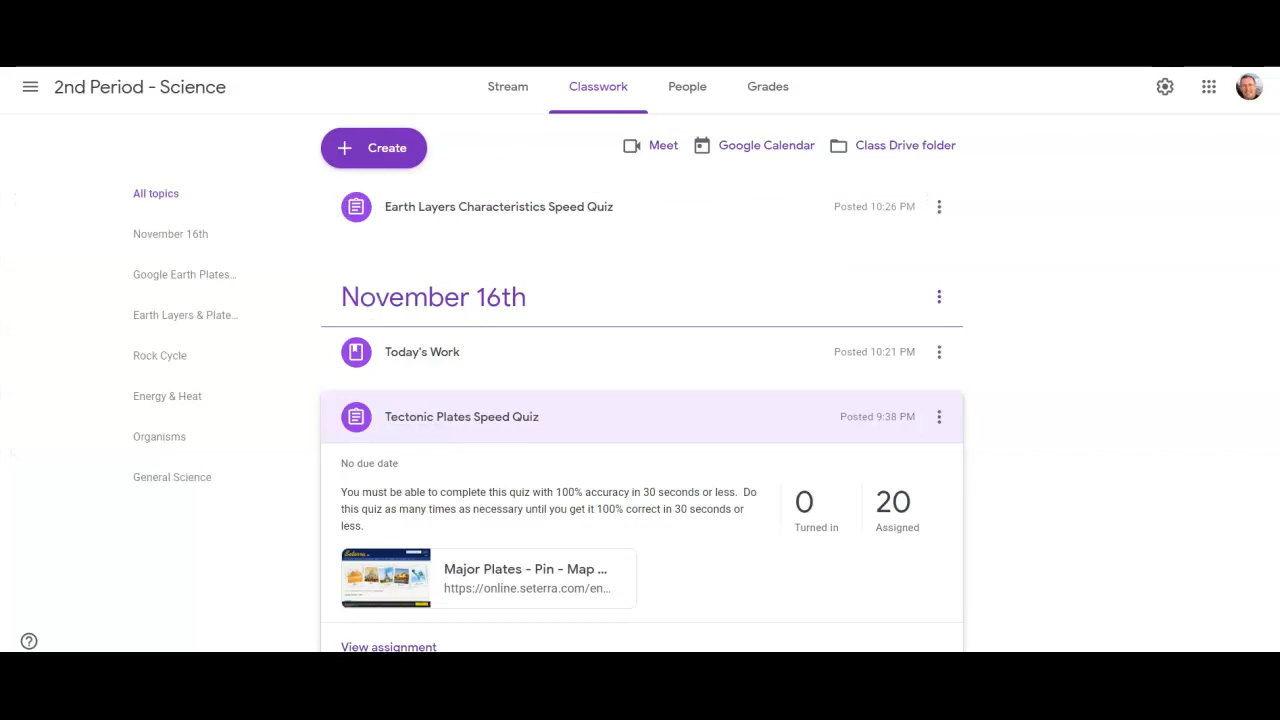 2nd Period - Science
Stream
Classwork
People
Grades
Create
Meet
Google Calendar
Class Drive folder
All topics
November 16th
Google Earth Plates...
Earth Layers & Plate...
Rock Cycle
Energy & Heat
Organisms
General Science
Earth Layers Characteristics Speed Quiz
Posted 10:26 PM
November 16th
Today's Work
Posted 10:21 PM
Tectonic Plates Speed Quiz
Posted 9:38 PM
No due date
You must be able to complete this quiz with 100% accuracy in 30 seconds or less. Do
this quiz as many times as necessary until you get it 100% correct in 30 seconds or
less.
0
Turned in
20
Assigned
Major Plates - Pin - Map ...
https://online.seterra.com/en...
View assignment